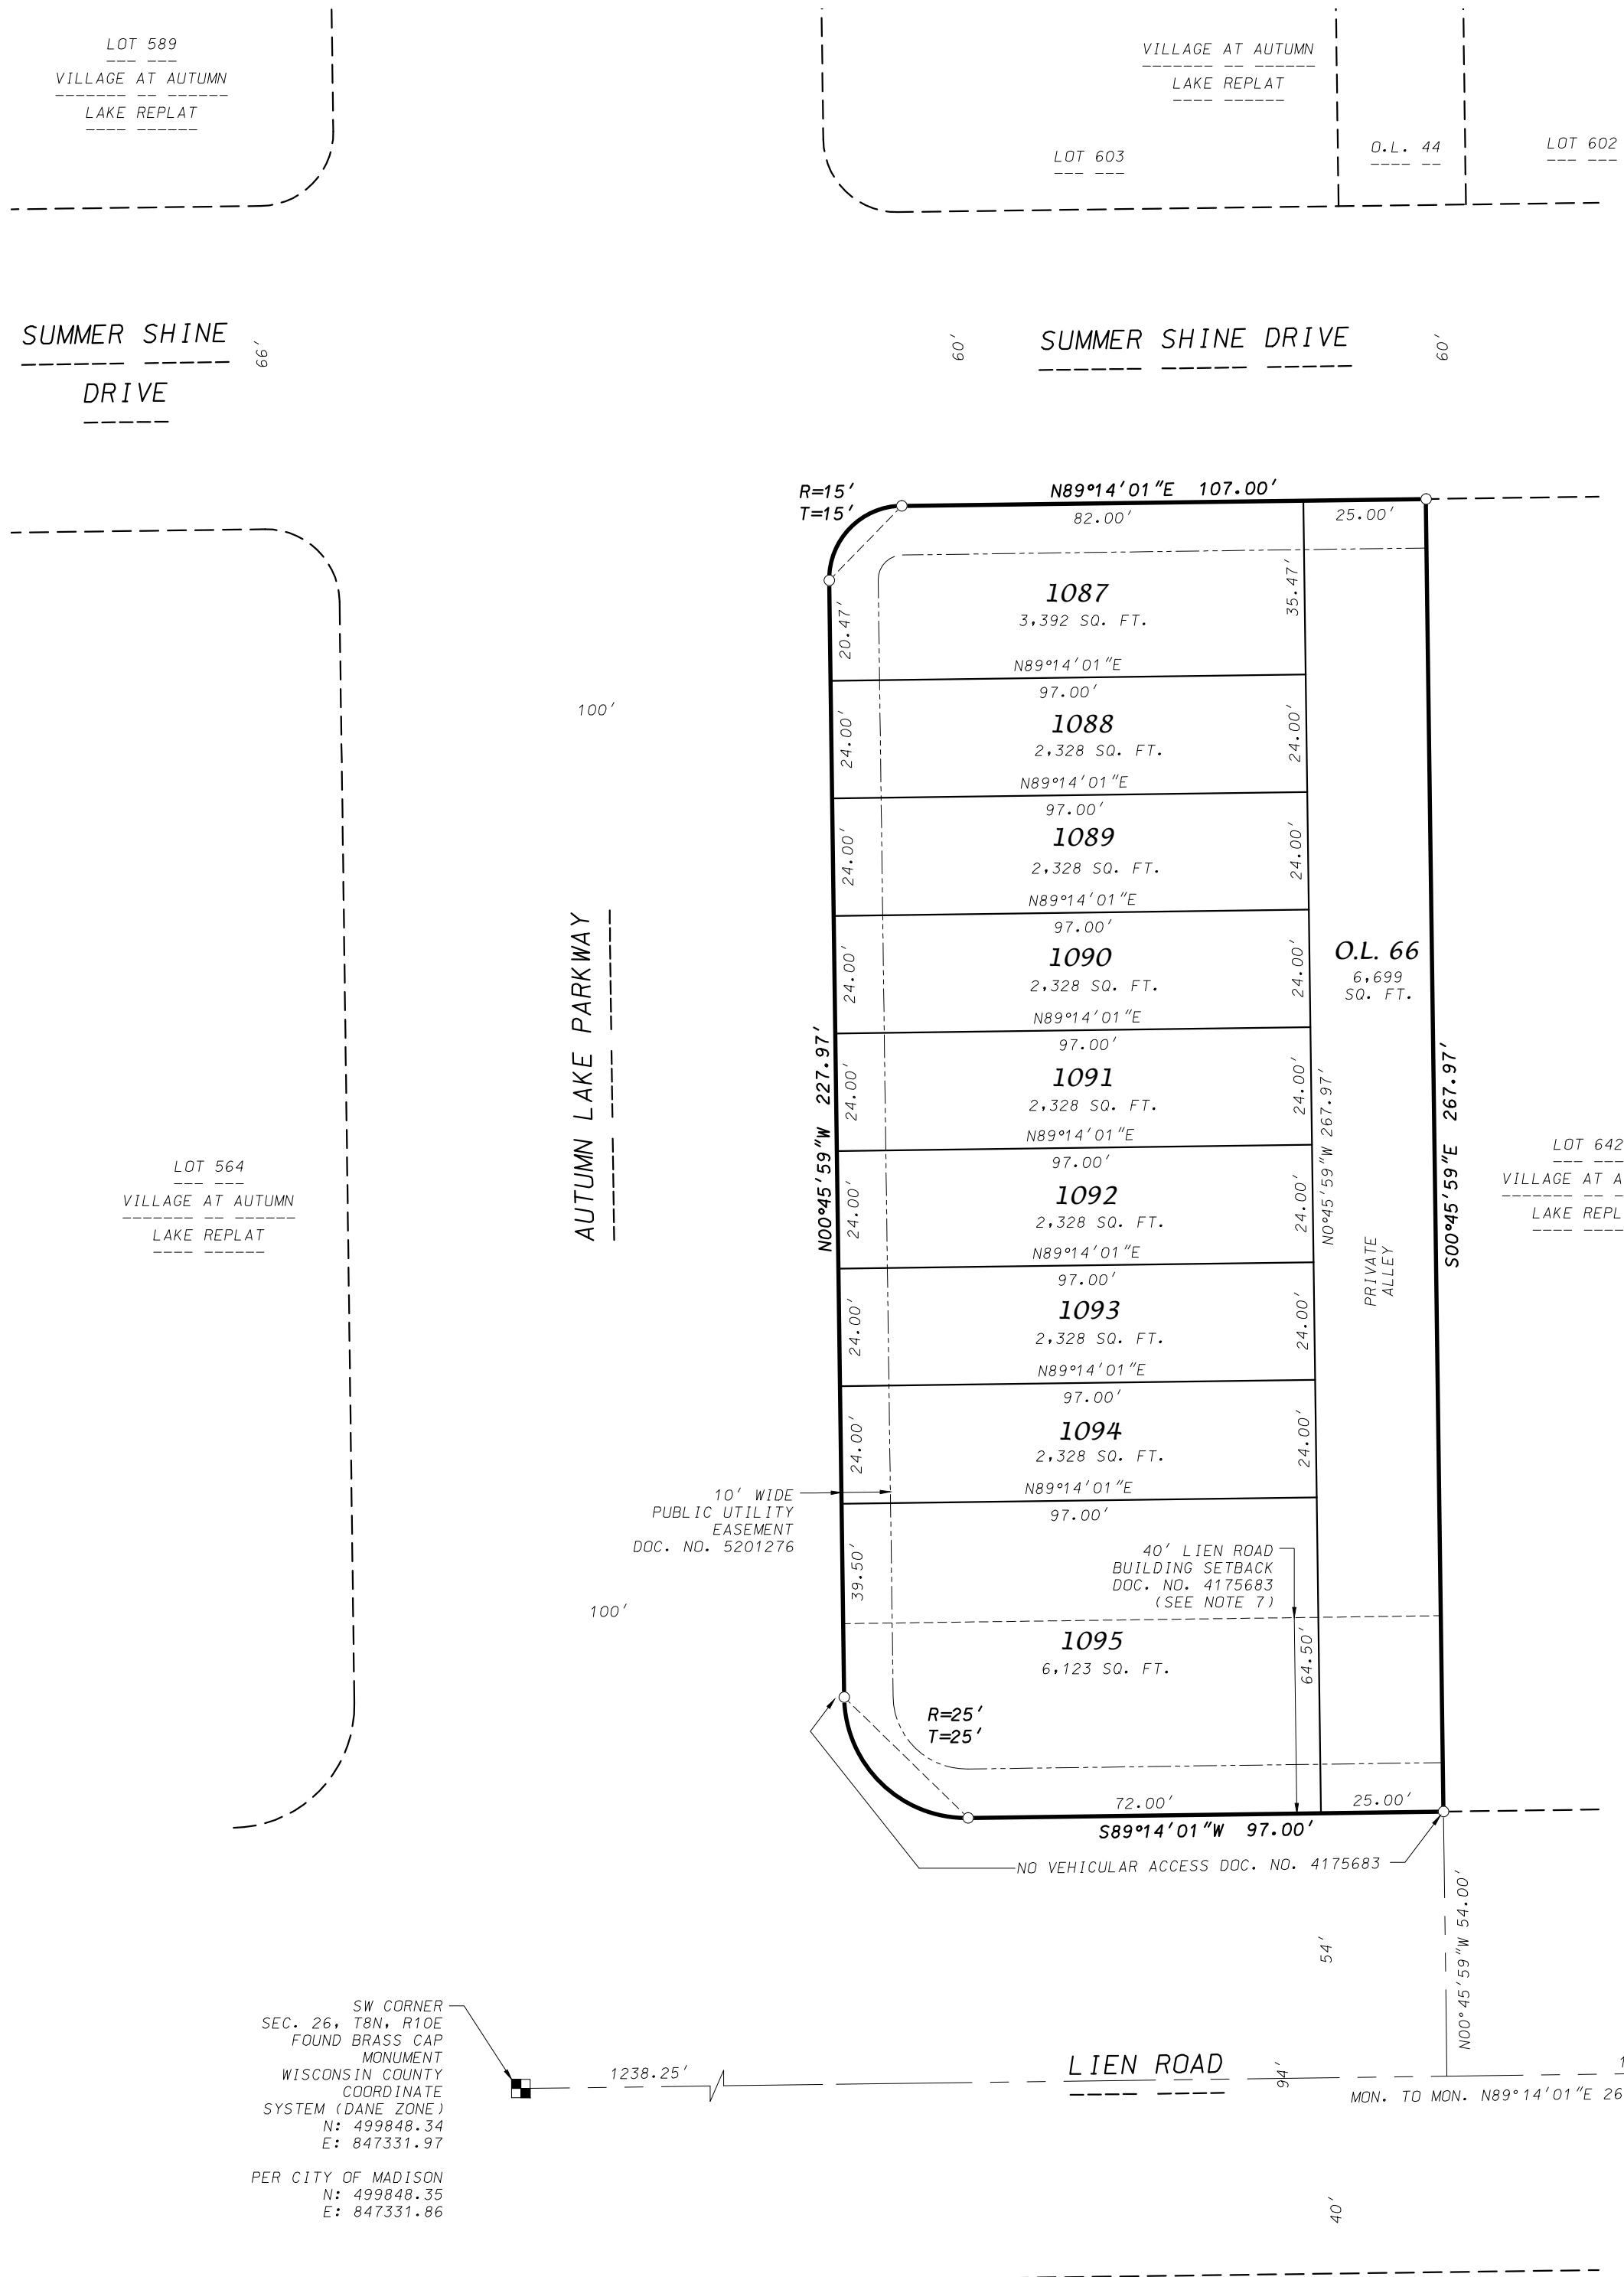 LOT 589
VILLAGE AT AUTUMN
LAKE REPLAT
VILLAGE AT AUTUMN
LAKE REPLAT
LOT 603
O.L. 44
LOT 602
SUMMER SHINE
DRIVE
66'
60'
SUMMER SHINE DRIVE
60'
R=15'
T=15'
N89°14'01"E 107.00'
82.00'
25.00'
1087
3,392 SQ. FT.
20.47'
35.47'
N89°14'01"E
97.00'
100'
1088
2,328 SQ. FT.
24.00'
24.00'
N89°14'01"E
97.00'
1089
2,328 SQ. FT.
24.00'
24.00'
N89°14'01"E
97.00'
1090
2,328 SQ. FT.
24.00'
24.00'
O.L. 66
6,699
SQ. FT.
N89°14'01"E
97.00'
AUTUMN LAKE PARKWAY
N00°45'59"W 227.97'
1091
2,328 SQ. FT.
24.00'
24.00'
N0°45'59"W 267.97'
S00°45'59"E 267.97'
N89°14'01"E
97.00'
LOT 564
VILLAGE AT AUTUMN
LAKE REPLAT
1092
2,328 SQ. FT.
24.00'
24.00'
LOT 642
VILLAGE AT A
LAKE REPL
PRIVATE
ALLEY
N89°14'01"E
97.00'
1093
2,328 SQ. FT.
24.00'
24.00'
N89°14'01"E
97.00'
1094
2,328 SQ. FT.
24.00'
24.00'
N89°14'01"E
97.00'
10' WIDE
PUBLIC UTILITY
EASEMENT
DOC. NO. 5201276
39.50'
40' LIEN ROAD
BUILDING SETBACK
DOC. NO. 4175683
(SEE NOTE 7)
100'
1095
6,123 SQ. FT.
64.50'
R=25'
T=25'
72.00'
25.00'
S89°14'01"W 97.00'
NO VEHICULAR ACCESS DOC. NO. 4175683
54'
N00°45'59"W 54.00'
SW CORNER
SEC. 26, T8N, R10E
FOUND BRASS CAP
MONUMENT
WISCONSIN COUNTY
COORDINATE
SYSTEM (DANE ZONE)
N: 499848.34
E: 847331.97
PER CITY OF MADISON
N: 499848.35
E: 847331.86
1238.25'
LIEN ROAD
94'
1
MON. TO MON. N89°14'01"E 26
40'